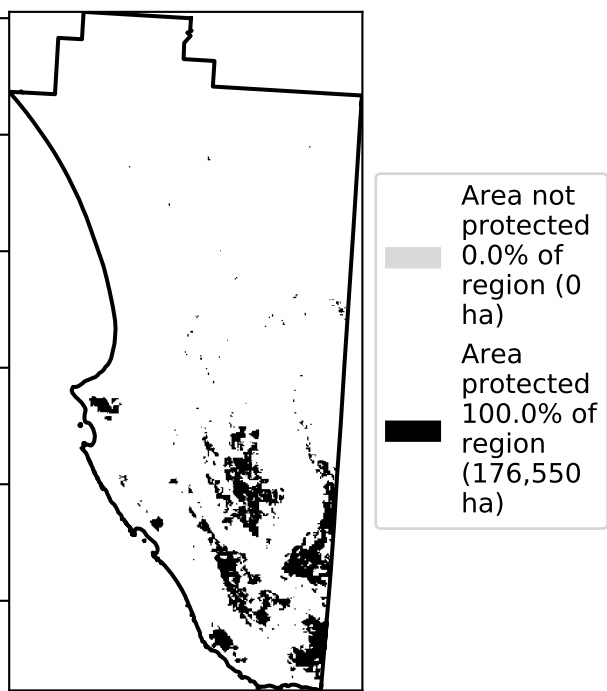 Area not
protected
0.0% of
region (0
ha)
Area
protected
100.0% of
region
(176,550
ha)